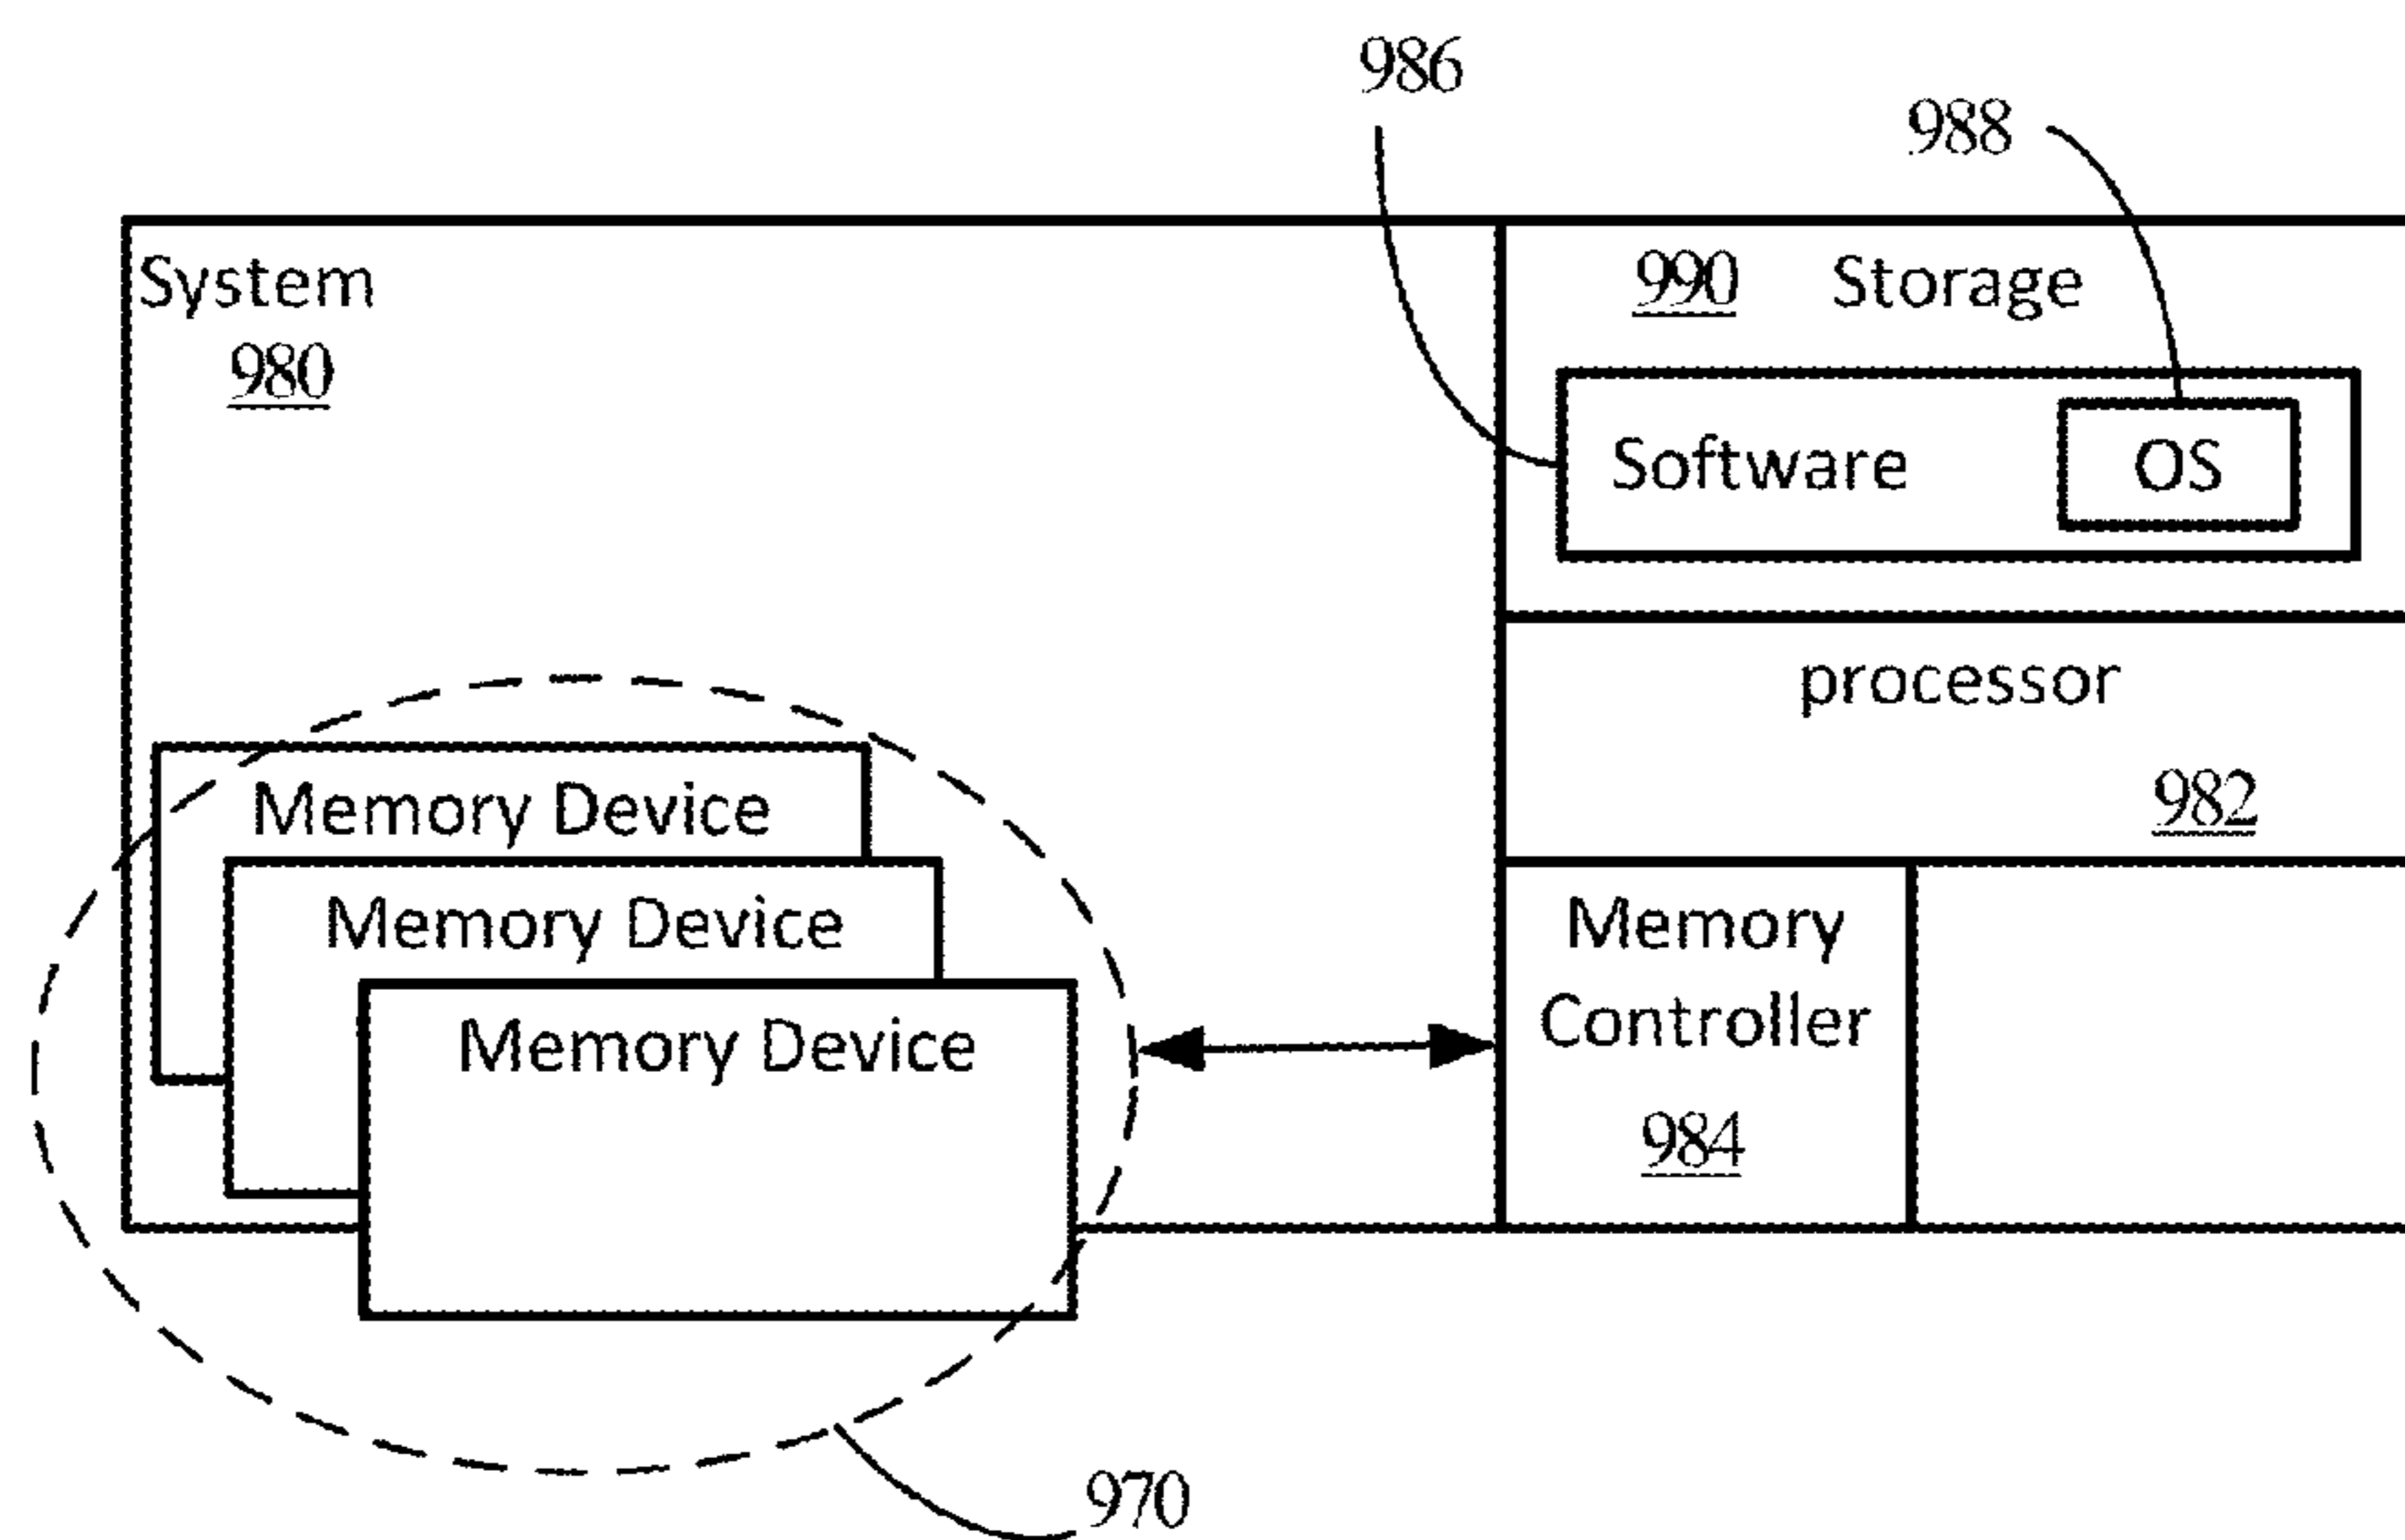 986
988
System
980
990 Storage
Software
OS
processor
982
Memory Device
Memory Device
Memory Device
Memory
Controller
984
970